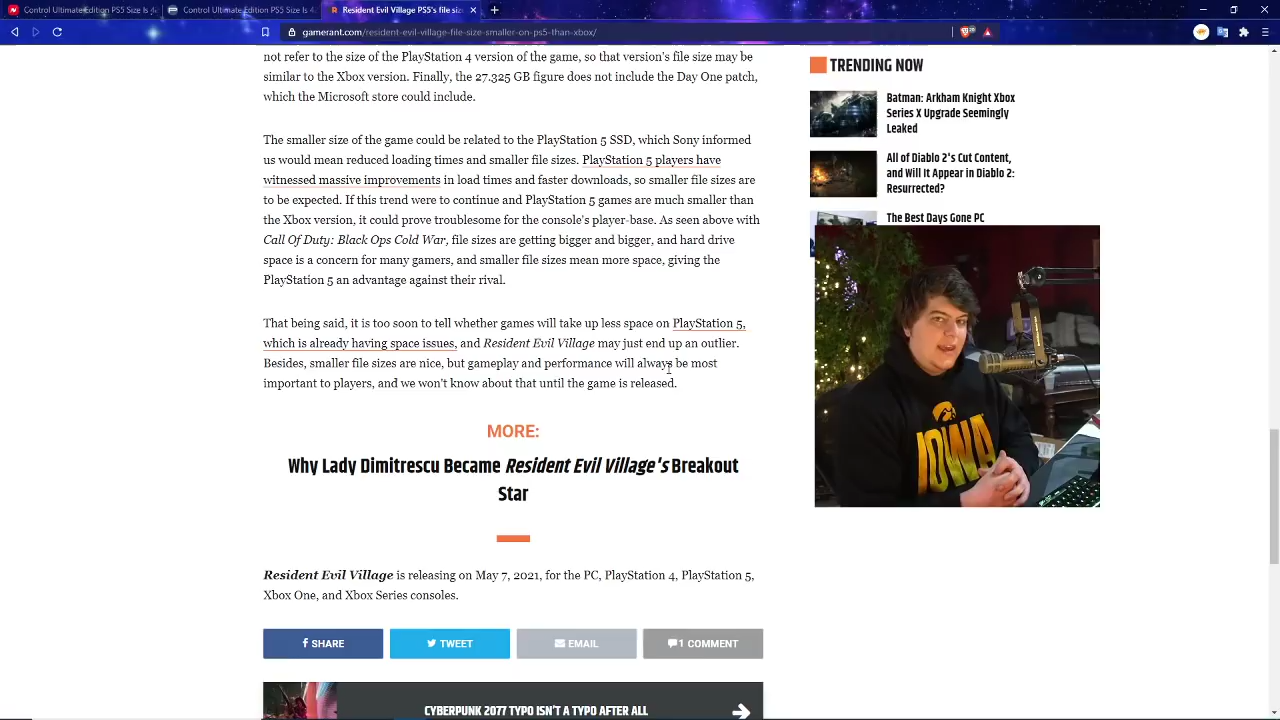 Control Ultimate Edition PS5 Size Is
Control Ultimate Edition PS5 File
Resident Evil Village PS5's file size
gamerant.com/resident-evil-village-file-size-smaller-on-ps5-than-xbox/
not refer to the size of the PlayStation 4 version of the game, so that version's file size may be
similar to the Xbox version. Finally, the 27.325 GB figure does not include the Day One patch,
which the Microsoft store could include.
The smaller size of the game could be related to the PlayStation 5 SSD, which Sony informed
us would mean reduced loading times and smaller file sizes. PlayStation 5 players have
witnessed massive improvements in load times and faster downloads, so smaller file sizes are
to be expected. If this trend were to continue and PlayStation 5 games are much smaller than
the Xbox version, it could prove troublesome for the console's player-base. As seen above with
Call Of Duty: Black Ops Cold War, file sizes are getting bigger and bigger, and hard drive
space is a concern for many gamers, and smaller file sizes mean more space, giving the
PlayStation 5 an advantage against their rival.
That being said, it is too soon to tell whether games will take up less space on PlayStation 5,
which is already having space issues, and Resident Evil Village may just end up an outlier.
Besides, smaller file sizes are nice, but gameplay and performance will always be most
important to players, and we won't know about that until the game is released.
MORE:
Why Lady Dimitrescu Became Resident Evil Village's Breakout
Star
Resident Evil Village is releasing on May 7, 2021, for the PC, PlayStation 4, PlayStation 5,
Xbox One, and Xbox Series consoles.
SHARE
TWEET
EMAIL
1 COMMENT
CYBERPUNK 2077 TYPO ISN'T A TYPO AFTER ALL
TRENDING NOW
Batman: Arkham Knight Xbox
Series X Upgrade Seemingly
Leaked
All of Diablo 2's Cut Content,
and Will It Appear in Diablo 2:
Resurrected?
The Best Days Gone PC
IOWA